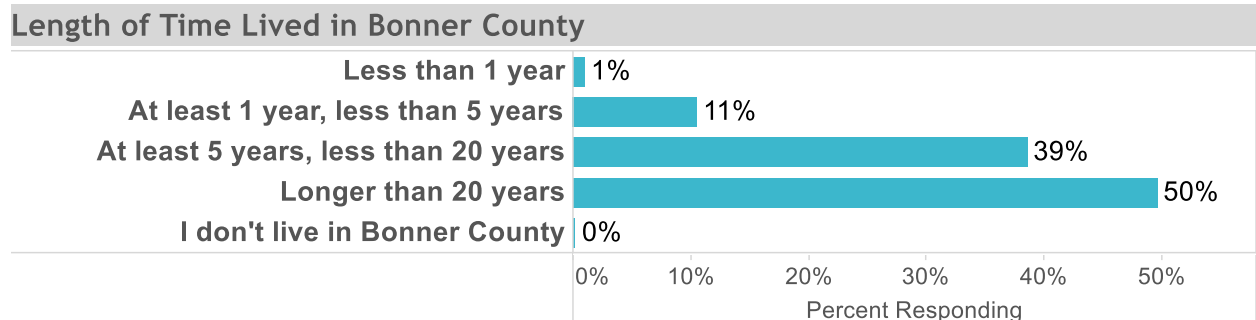 Length of Time Lived in Bonner County
Less than 1 year 1%
At least 1 year, less than 5 years 11%
At least 5 years, less than 20 years 39%
Longer than 20 years 50%
I don't live in Bonner County 0%
0% 10% 20% 30% 40% 50%
Percent Responding